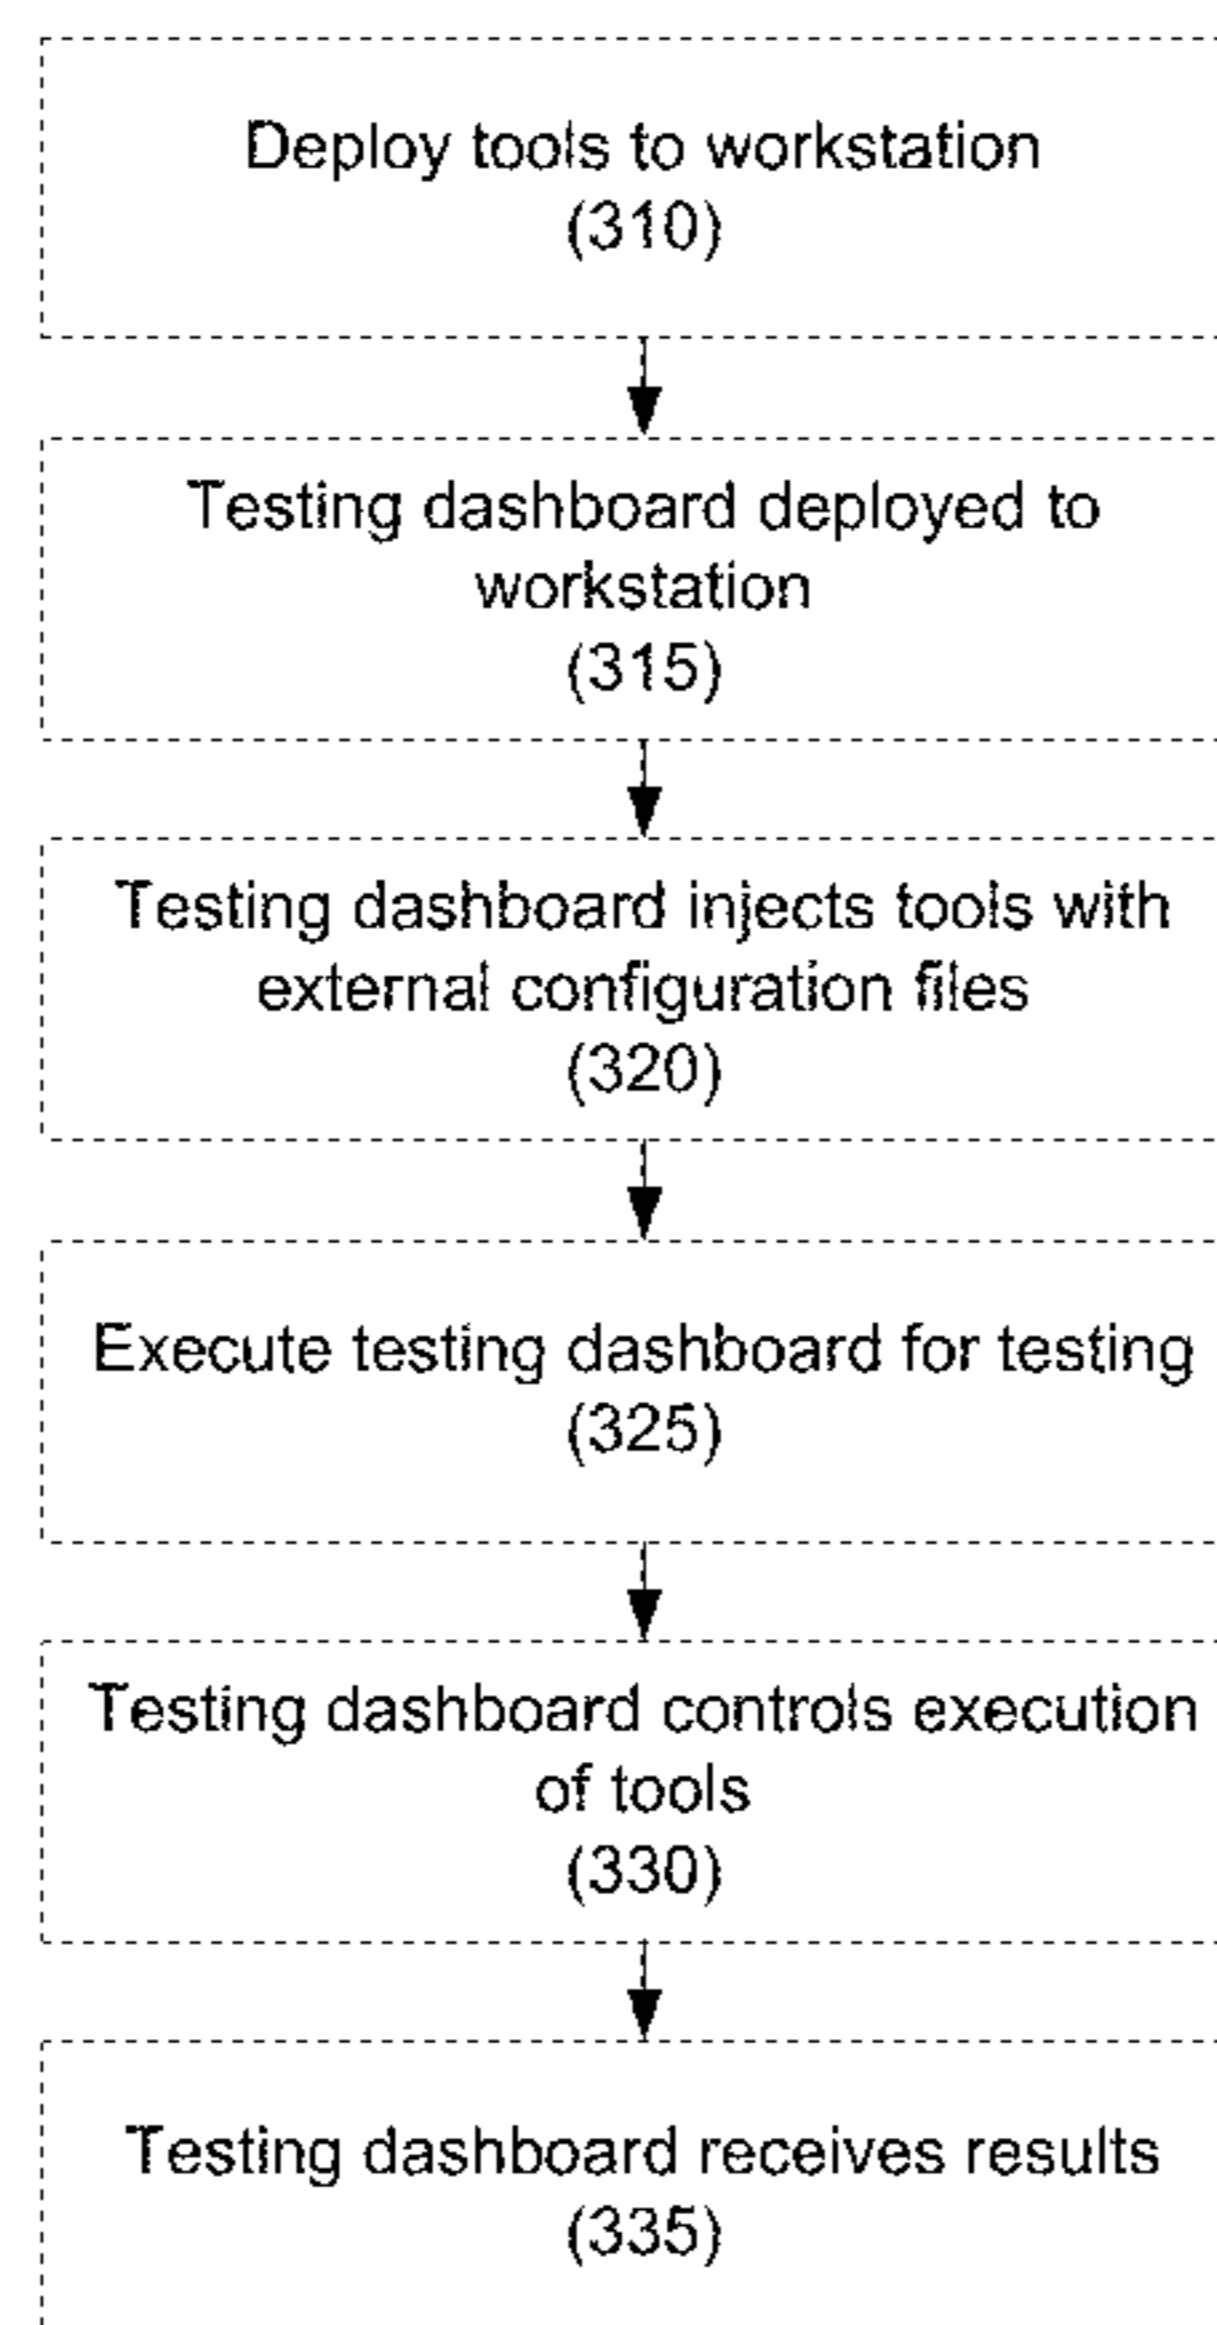 Deploy tools to workstation
(310)
Testing dashboard deployed to
workstation
(315)
Testing dashboard injects tools with
external configuration files
(320)
Execute testing dashboard for testing
(325)
Testing dashboard controls execution
of tools
(330)
Testing dashboard receives results
(335)